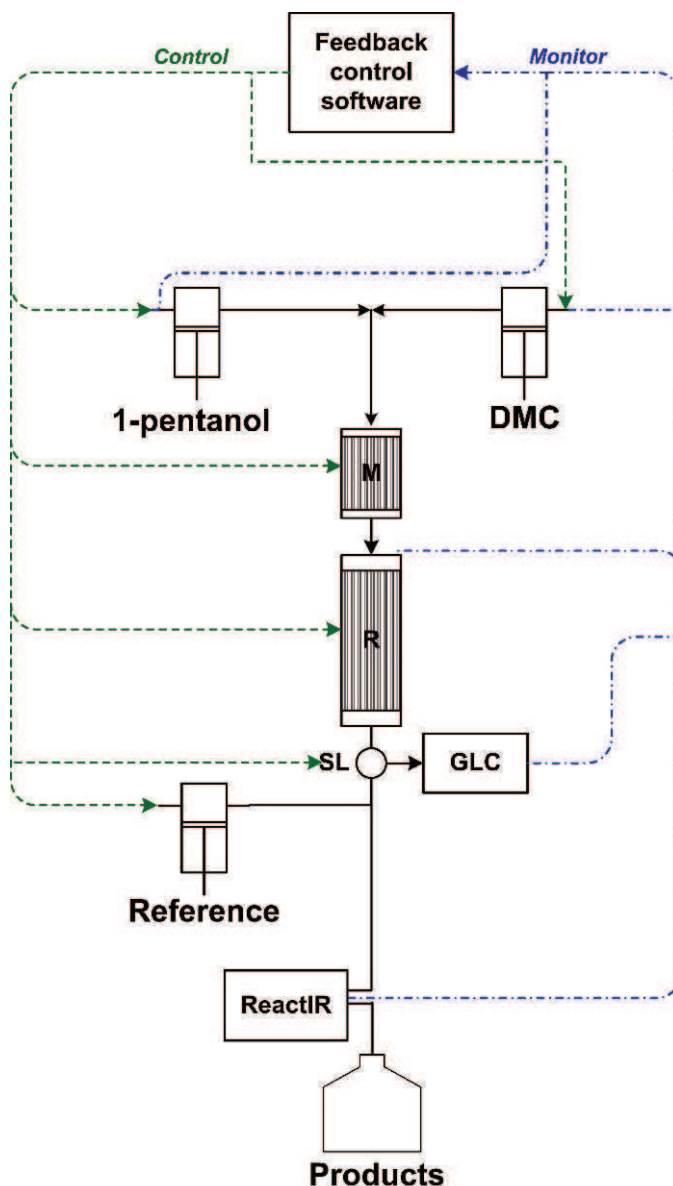 Control
Feedback
control
software
Monitor
1-pentanol
DMC
M
R
SL
GLC
Reference
ReactIR
Products